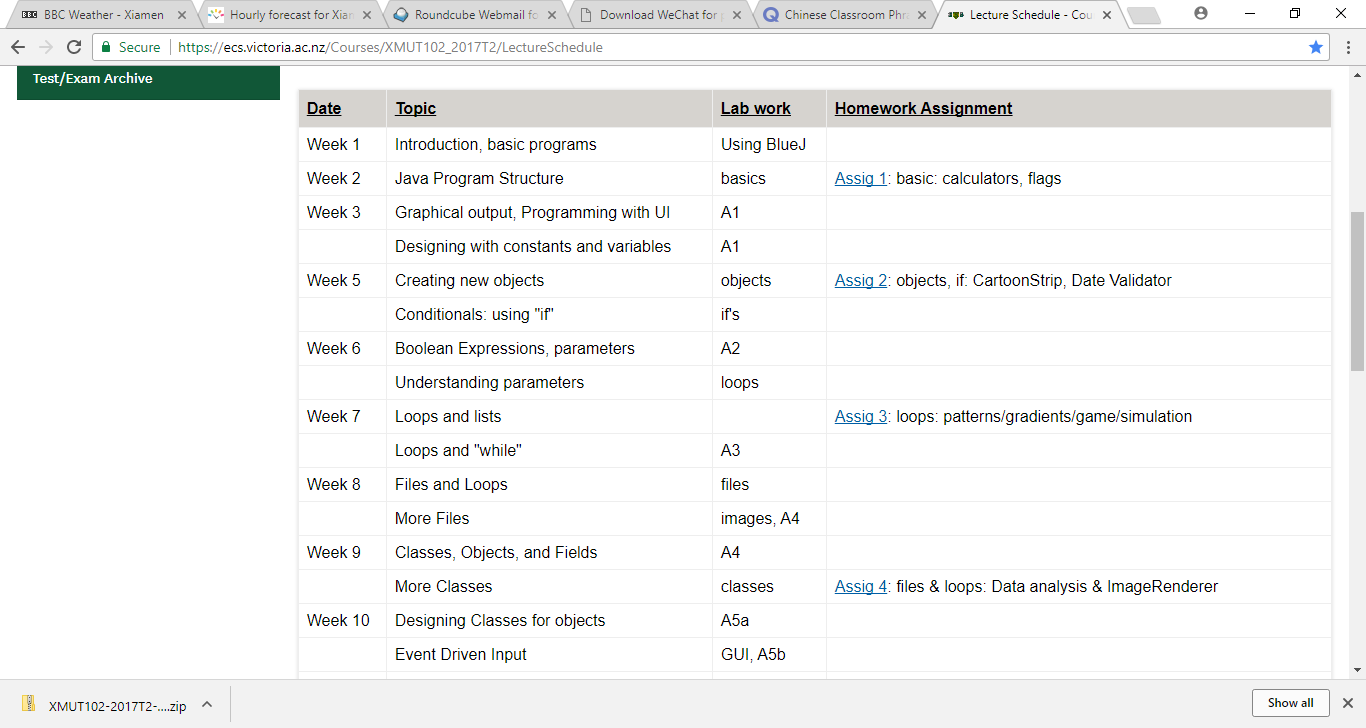 BBC Weather - Xiamen
Hourly forecast for Xian
Roundcube Webmail fo
Download WeChat for p
Chinese Classroom Phra
Lecture Schedule - Cou
Secure https://ecs.victoria.ac.nz/Courses/XMUT102_2017T2/LectureSchedule
Test/Exam Archive
Date Topic Lab work Homework Assignment
Week 1 Introduction, basic programs Using BlueJ
Week 2 Java Program Structure basics Assig 1: basic: calculators, flags
Week 3 Graphical output, Programming with UI A1
Designing with constants and variables A1
Week 5 Creating new objects objects Assig 2: objects, if: CartoonStrip, Date Validator
Conditionals: using "if" if's
Week 6 Boolean Expressions, parameters A2
Understanding parameters loops
Week 7 Loops and lists Assig 3: loops: patterns/gradients/game/simulation
Loops and "while" A3
Week 8 Files and Loops files
More Files images, A4
Week 9 Classes, Objects, and Fields A4
More Classes classes Assig 4: files & loops: Data analysis & ImageRenderer
Week 10 Designing Classes for objects A5a
Event Driven Input GUI, A5b
XMUT102-2017T2-....zip
Show all